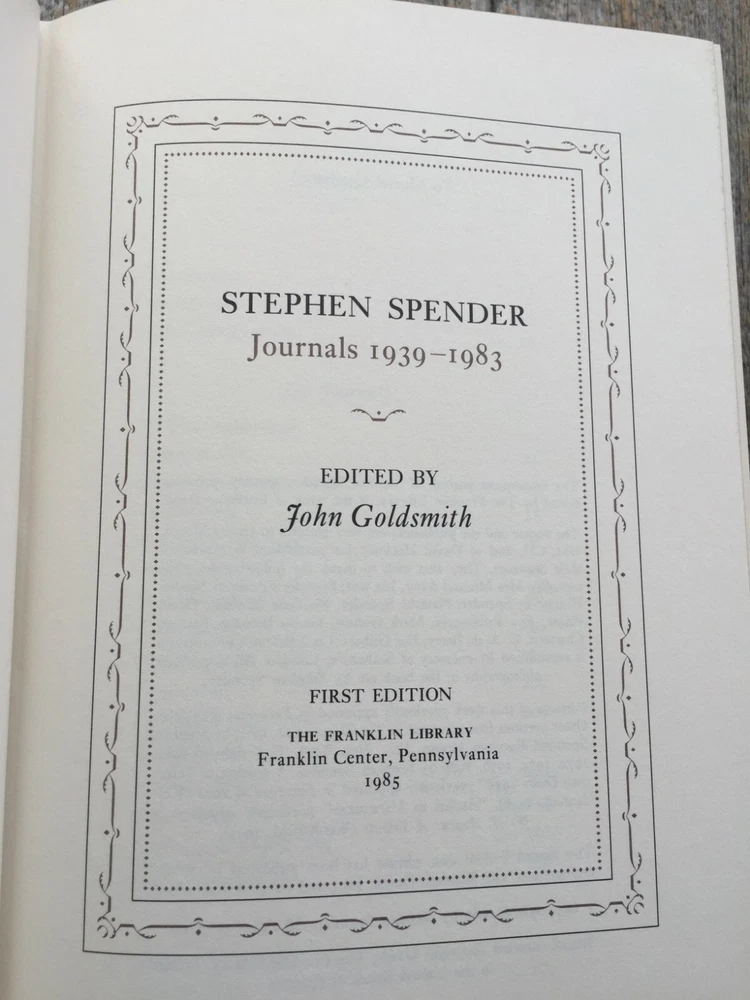 STEPHEN SPENDER
Journals 1939–1983
EDITED BY
John Goldsmith
FIRST EDITION
THE FRANKLIN LIBRARY
Franklin Center, Pennsylvania
1985